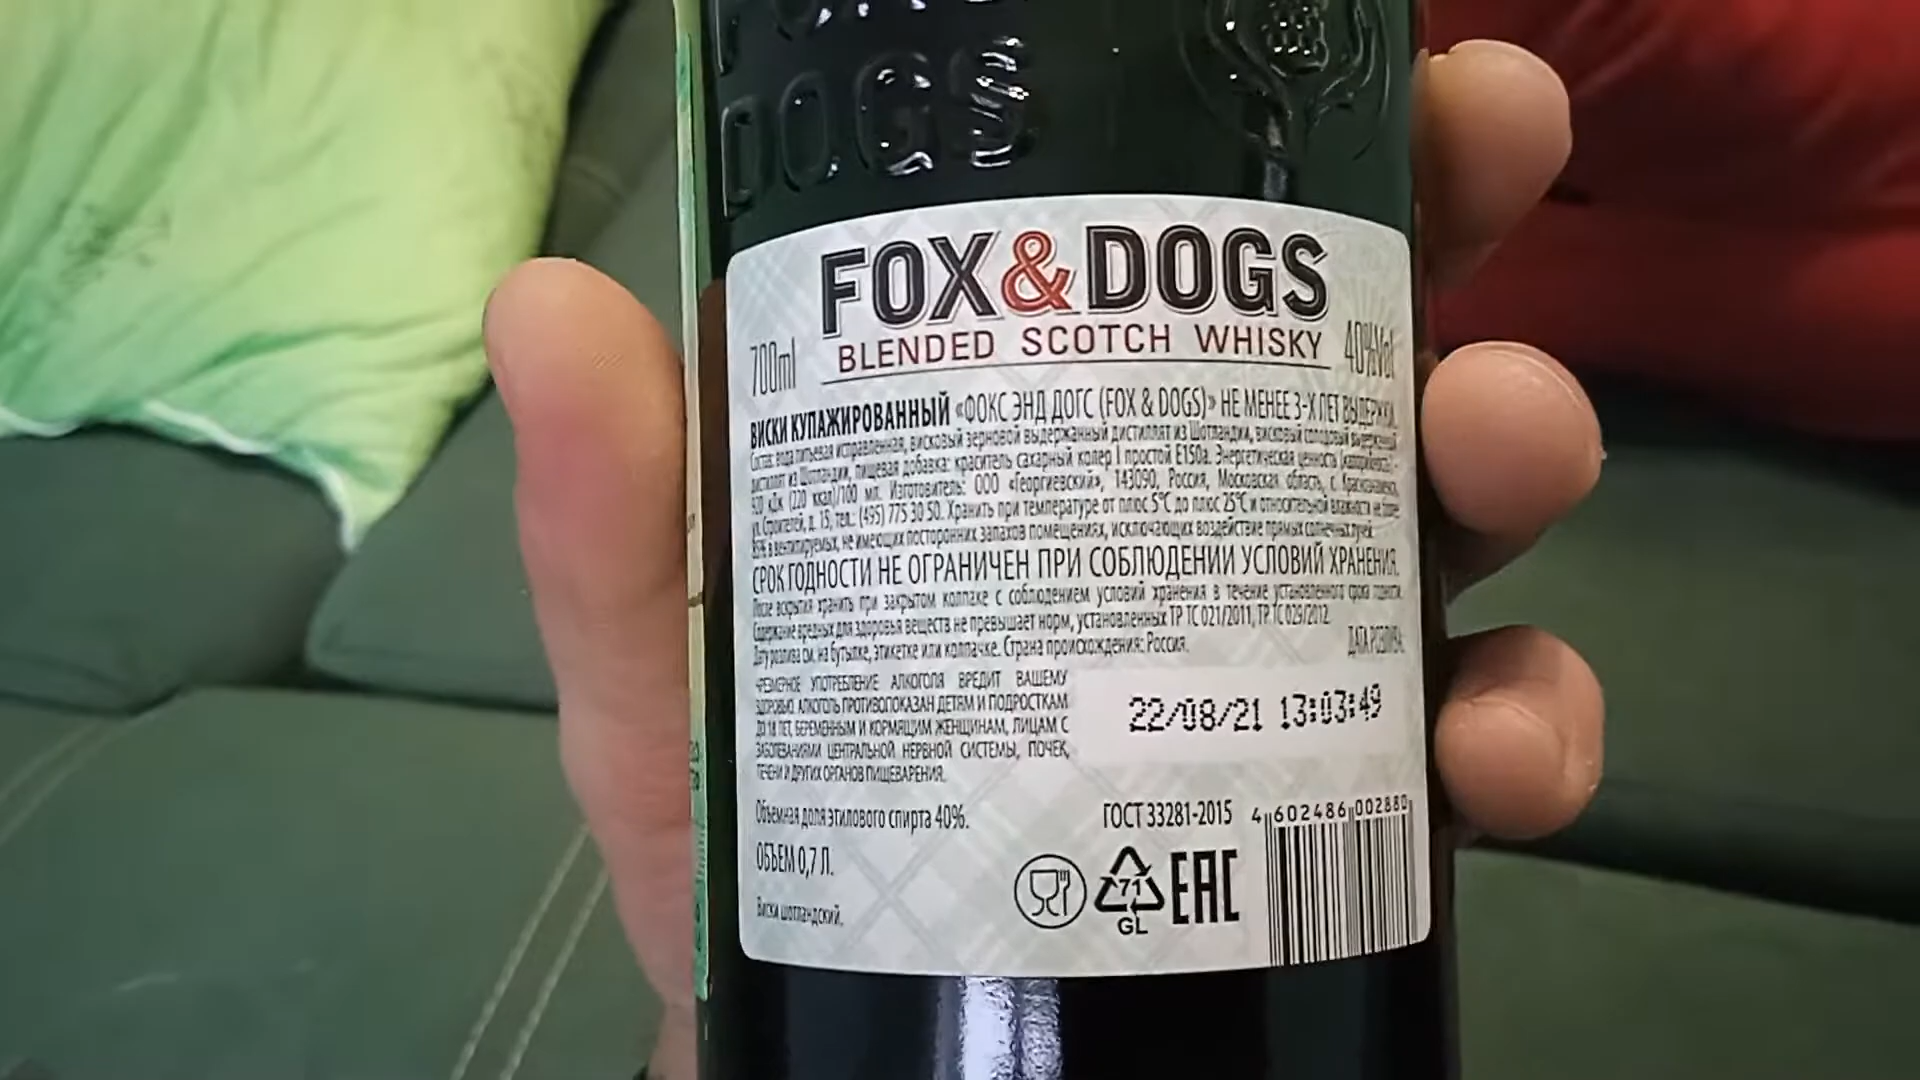 DOGS
FOX&DOGS
BLENDED SCOTCH WHISKY
700ml
40%Vol
ВИСКИ КУПАЖИРОВАННЫЙ «ФОКС ЭНД ДОГС (FOX & DOGS)» НЕ МЕНЕЕ 3-Х ЛЕТ ВЫДЕРЖКИ.
Состав: вода питьевая исправленная, висковый зерновой выдержанный дистиллят из Шотландии, висковый солодовый выдержанный
дистиллят из Шотландии, пищевая добавка: краситель сахарный колер I простой Е150а. Энергетическая ценность (калорийность) -
920 кДж (220 ккал)/100 мл. Изготовитель: ООО «Георгиевский», 143090, Россия, Московская область, г. Краснознаменск,
ул. Строителей, д. 15; тел.: (495) 775 30 50. Хранить при температуре от плюс 5°С до плюс 25°С и относительной влажности не более
85% в вентилируемых, не имеющих посторонних запахов помещениях, исключающих воздействие прямых солнечных лучей.
СРОК ГОДНОСТИ НЕ ОГРАНИЧЕН ПРИ СОБЛЮДЕНИИ УСЛОВИЙ ХРАНЕНИЯ.
После вскрытия хранить при закрытом колпаке с соблюдением условий хранения в течение установленного срока годности.
Содержание вредных для здоровья веществ не превышает норм, установленных ТР ТС 021/2011, ТР ТС 029/2012.
Дату розлива см. на бутылке, этикетке или колпачке. Страна происхождения: Россия.
ДАТА РОЗЛИВА:
ЧРЕЗМЕРНОЕ УПОТРЕБЛЕНИЕ АЛКОГОЛЯ ВРЕДИТ ВАШЕМУ
ЗДОРОВЬЮ. АЛКОГОЛЬ ПРОТИВОПОКАЗАН ДЕТЯМ И ПОДРОСТКАМ
ДО 18 ЛЕТ, БЕРЕМЕННЫМ И КОРМЯЩИМ ЖЕНЩИНАМ, ЛИЦАМ С
ЗАБОЛЕВАНИЯМИ ЦЕНТРАЛЬНОЙ НЕРВНОЙ СИСТЕМЫ, ПОЧЕК,
ПЕЧЕНИ И ДРУГИХ ОРГАНОВ ПИЩЕВАРЕНИЯ.
22/08/21 13:03:49
Объемная доля этилового спирта 40%.
ГОСТ 33281-2015
4 602486 002880
ОБЪЕМ 0,7 Л.
71
GL
EAC
Виски шотландский.